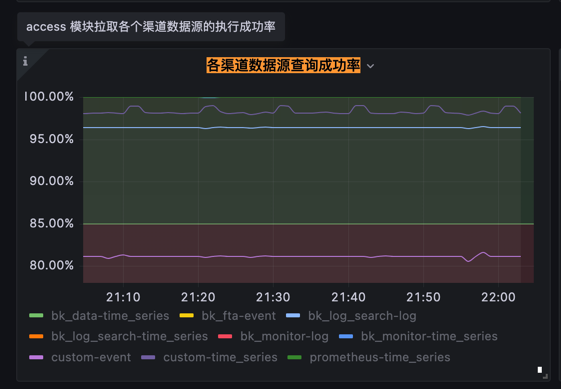 access 模块拉取各个渠道数据源的执行成功率
i
各渠道数据源查询成功率
100.00%
95.00%
90.00%
85.00%
80.00%
21:10 21:20 21:30 21:40 21:50 22:00
bk_data-time_series bk_fta-event bk_log_search-log
bk_log_search-time_series bk_monitor-log bk_monitor-time_series
custom-event custom-time_series prometheus-time_series